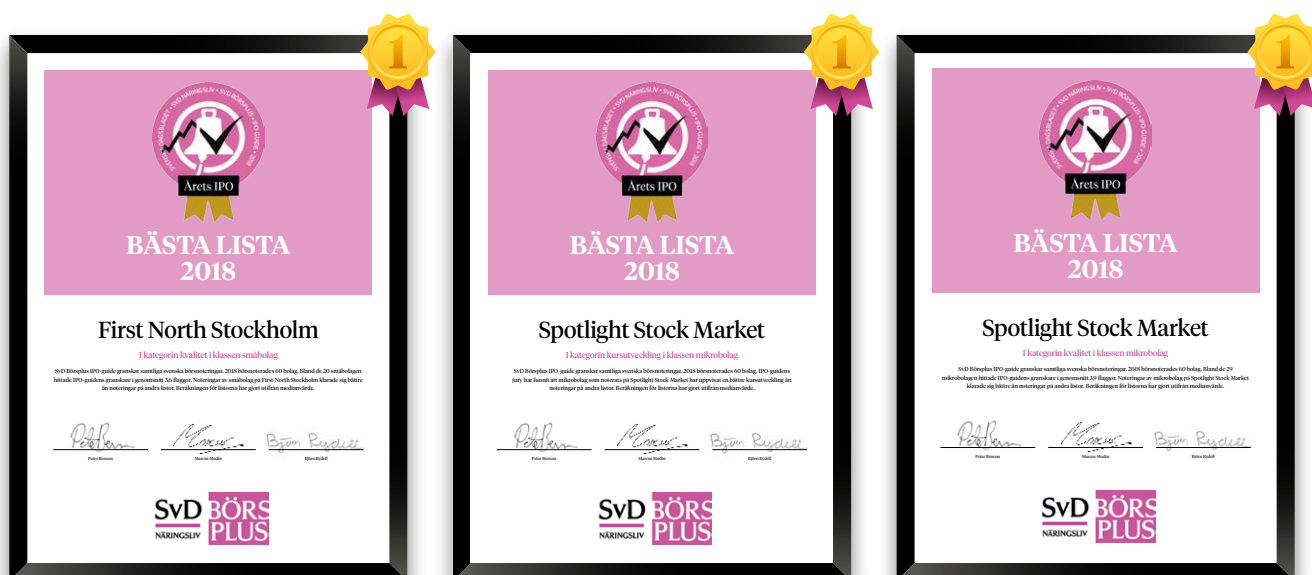 1
SVENSKA DAGBLADET • SVD NÄRINGSLIV • SVD BÖRSPLUS • IPO-GUIDE • 2018
Årets IPO
BÄSTA LISTA
2018
First North Stockholm
I kategorin kvalitet i klassen småbolag
SvD Börsplus IPO-guide granskar samtliga svenska börsnoteringar. 2018 börsnoterades 60 bolag. Bland de 20 småbolagen
hittade IPO-guidens granskare i genomsnitt 3,6 flaggor. Noteringar av småbolag på First North Stockholm klarade sig bättre
än noteringar på andra listor. Beräkningen för listorna har gjort utifrån medianvärde.
Peter Benson
Marcus Modin
Björn Rydell
SvD
NÄRINGSLIV
BÖRS
PLUS
1
SVENSKA DAGBLADET • SVD NÄRINGSLIV • SVD BÖRSPLUS • IPO-GUIDE • 2018
Årets IPO
BÄSTA LISTA
2018
Spotlight Stock Market
I kategorin kursutveckling i klassen mikrobolag
SvD Börsplus IPO-guide granskar samtliga svenska börsnoteringar. 2018 börsnoterades 60 bolag. IPO-guidens
jury har funnit att mikrobolag som noterats på Spotlight Stock Market har uppvisat en bättre kursutveckling än
noteringar på andra listor. Beräkningen för listorna har gjort utifrån medianvärde.
Peter Benson
Marcus Modin
Björn Rydell
SvD
NÄRINGSLIV
BÖRS
PLUS
1
SVENSKA DAGBLADET • SVD NÄRINGSLIV • SVD BÖRSPLUS • IPO-GUIDE • 2018
Årets IPO
BÄSTA LISTA
2018
Spotlight Stock Market
I kategorin kvalitet i klassen mikrobolag
SvD Börsplus IPO-guide granskar samtliga svenska börsnoteringar. 2018 börsnoterades 60 bolag. Bland de 29
mikrobolagen hittade IPO-guidens granskare i genomsnitt 3,9 flaggor. Noteringar av mikrobolag på Spotlight Stock Market
klarade sig bättre än noteringar på andra listor. Beräkningen för listorna har gjort utifrån medianvärde.
Peter Benson
Marcus Modin
Björn Rydell
SvD
NÄRINGSLIV
BÖRS
PLUS